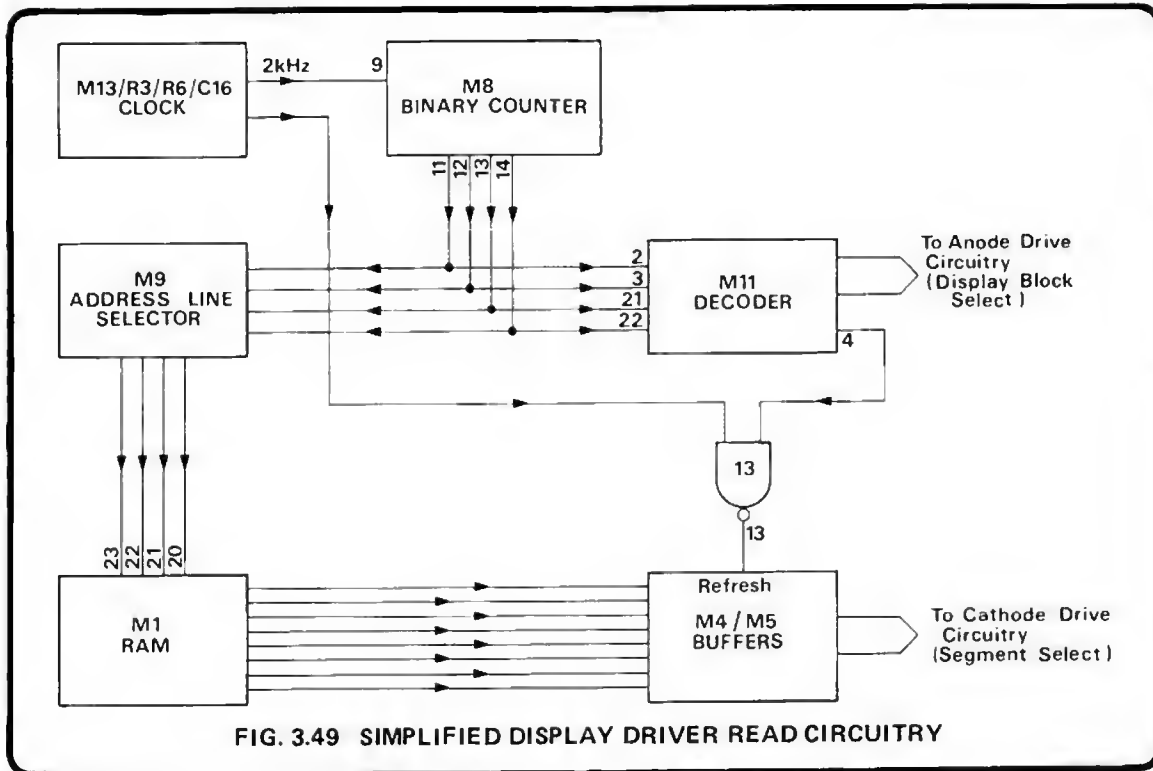 M13/R3/R6/C16
CLOCK
2kHz
9
M8
BINARY COUNTER
11
12
13
14
M9
ADDRESS LINE
SELECTOR
2
3
21
22
M11
DECODER
4
To Anode Drive
Circuitry
(Display Block
Select)
13
13
23
22
21
20
M1
RAM
Refresh
M4/M5
BUFFERS
To Cathode Drive
Circuitry
(Segment Select)
FIG. 3.49 SIMPLIFIED DISPLAY DRIVER READ CIRCUITRY